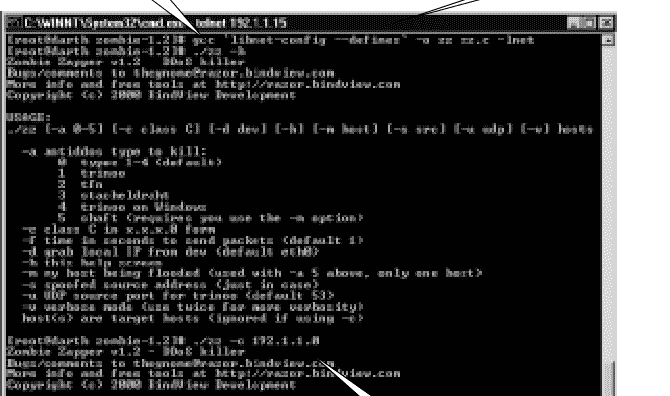 C:\WINNT\System32\cmd.exe - telnet 192.1.1.15
[root@darth zombie-1.2]# gcc `libnet-config --defines` -o zz zz.c -lnet
[root@darth zombie-1.2]# ./zz -h
Zombie Zapper v1.2 - DDoS killer
Bugs/comments to thegnome@razor.bindview.com
More info and free tools at http://razor.bindview.com
Copyright (c) 2000 BindView Development
USAGE:
./zz [-a 0-5] [-c class C] [-d dev] [-h] [-m host] [-s src] [-u udp] [-v] hosts
-a antiddos type to kill:
0 types 1-4 (default)
1 trinoo
2 tfn
3 stacheldraht
4 trinoo on Windows
5 shaft (requires you use the -m option)
-c class C in x.x.x.0 form
-f time in seconds to send packets (default 1)
-d grab local IP from dev (default eth0)
-h this help screen
-m my host being flooded (used with -a 5 above, only one host)
-s spoofed source address (just in case)
-u UDP source port for trinoo (default 53)
-v verbose mode (use twice for more verbosity)
host(s) are target hosts (ignored if using -c)
[root@darth zombie-1.2]# ./zz -c 192.1.1.0
Zombie Zapper v1.2 - DDoS killer
Bugs/comments to thegnome@razor.bindview.com
More info and free tools at http://razor.bindview.com
Copyright (c) 2000 BindView Development